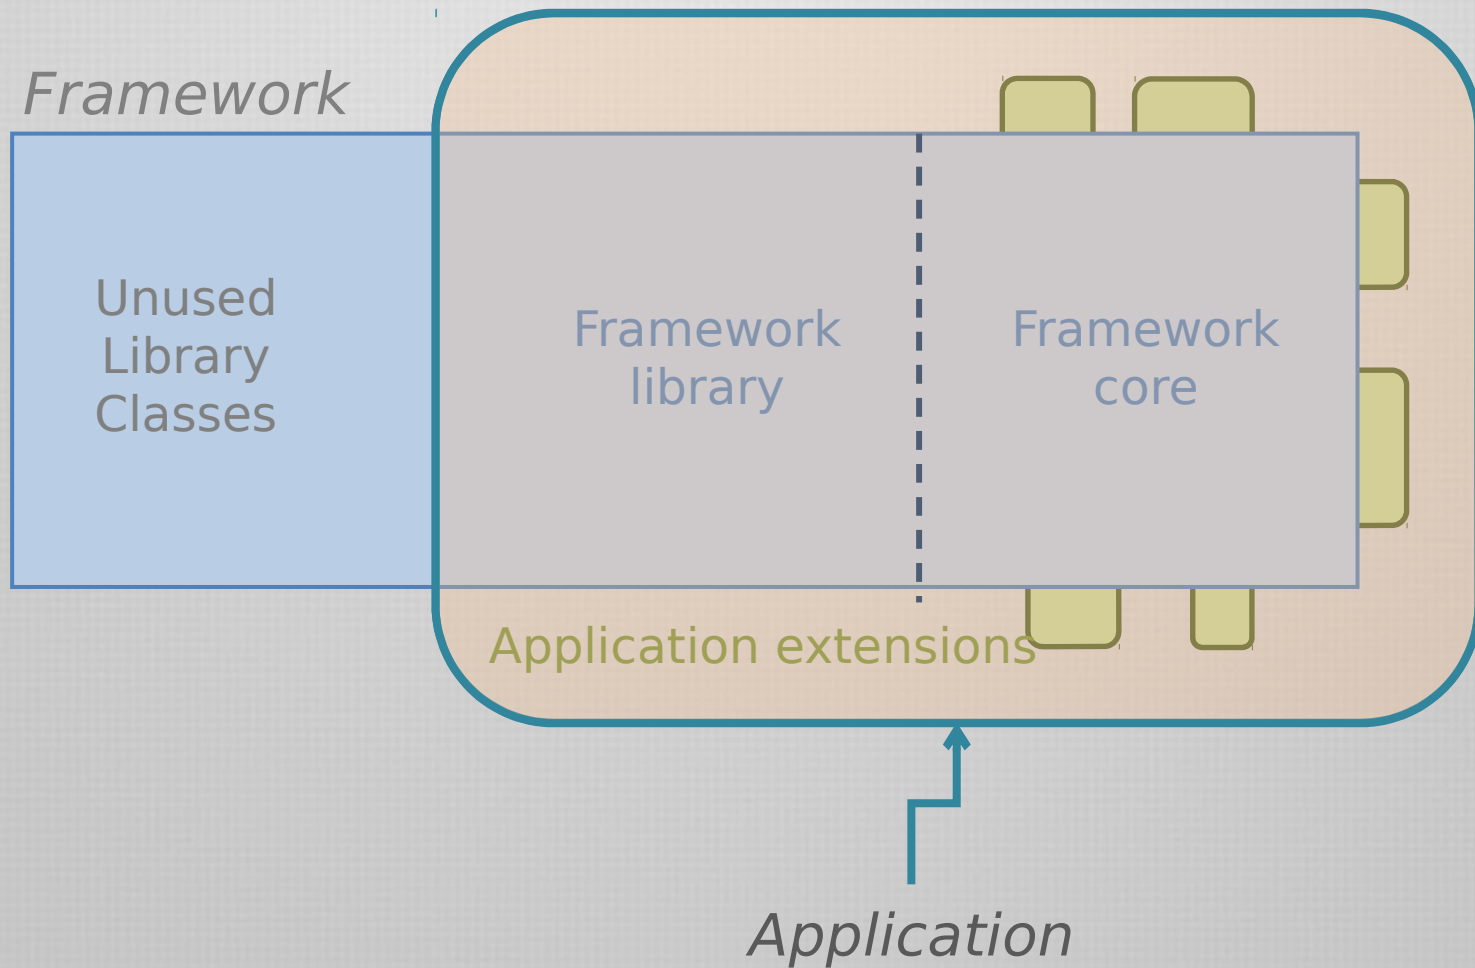 Framework
Unused
Library
Classes
Framework
library
Framework
core
Application extensions
Application